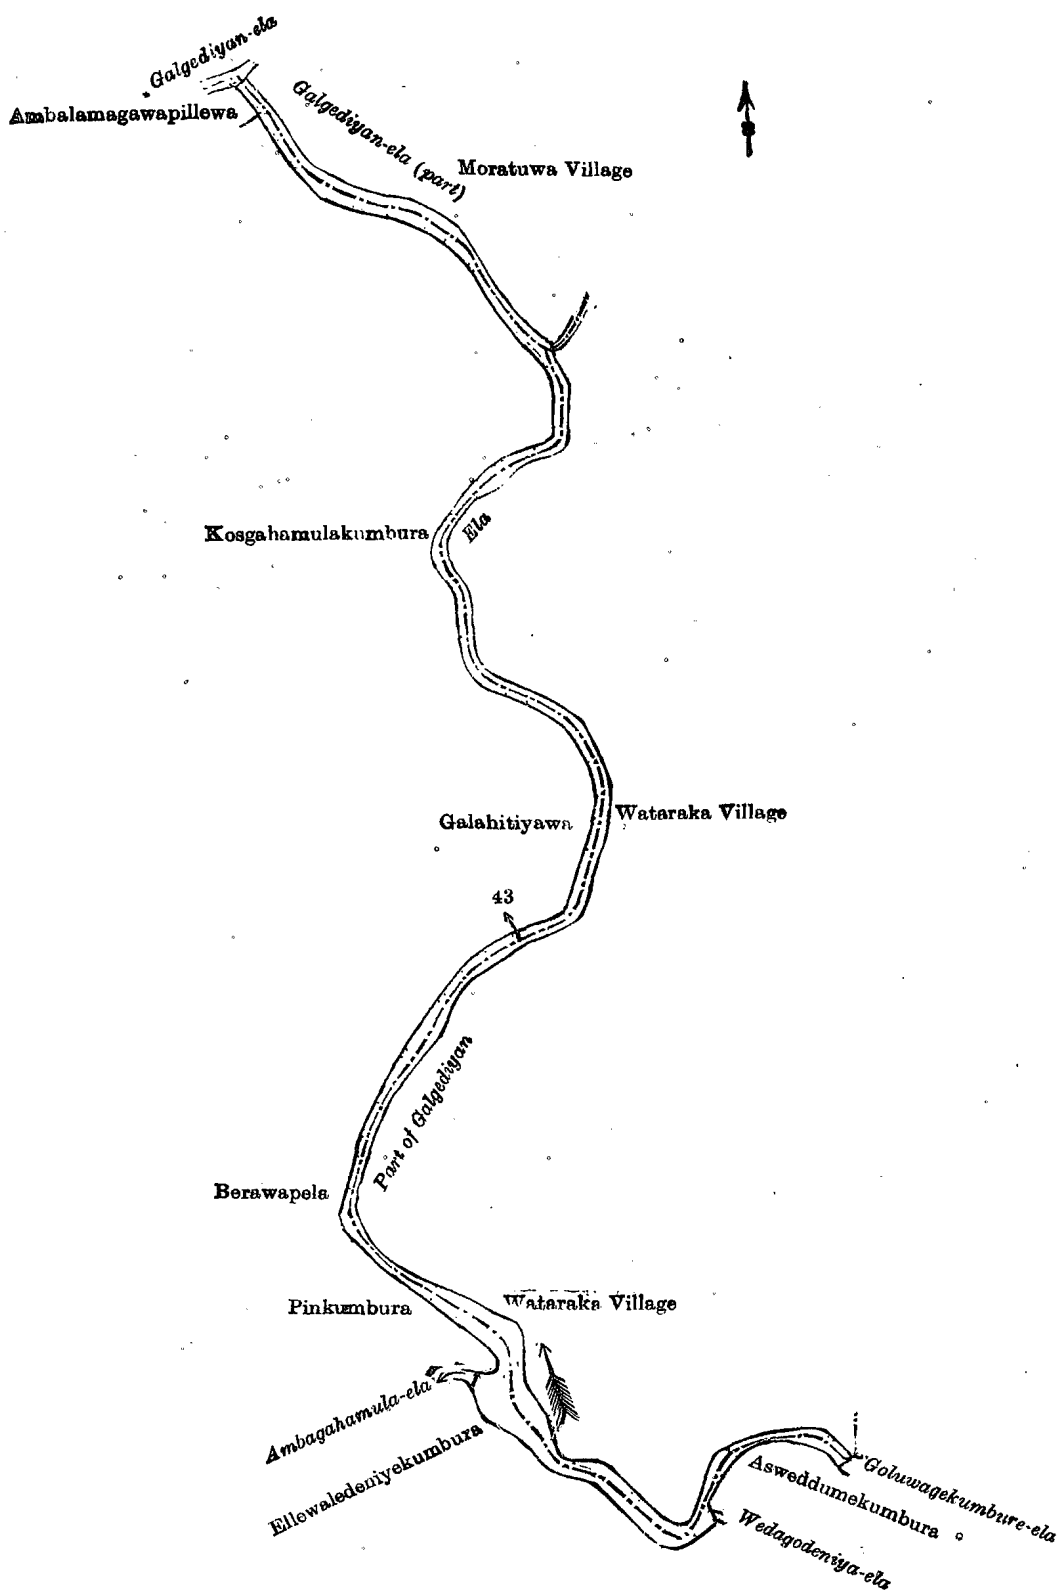 Galgediyan-ela
Ambalamagawapillewa
Galgediyan-ela (part)
Moratuwa Village
Kosgahamulakumbura
Ela
Galahitiyawa
Wataraka Village
43
Part of Galgediyan
Berawapela
Pinkumbura
Wataraka Village
Ambagahamula-ela
Ellewaledeniyekumbura
Asweddumekumbura
Goluwagekumbure-ela
Wedagodeniya-ela